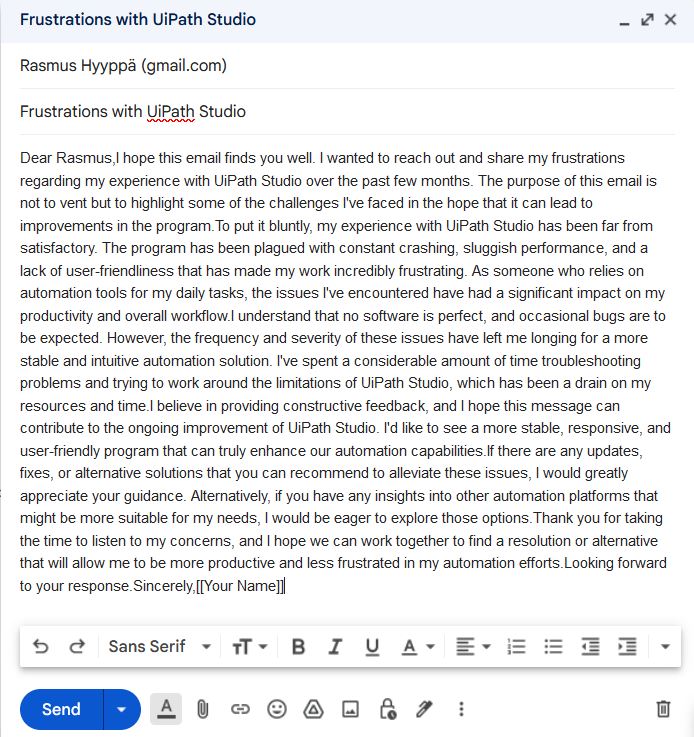 Frustrations with UiPath Studio
Rasmus Hyyppä (gmail.com)
Frustrations with UiPath Studio
Dear Rasmus,I hope this email finds you well. I wanted to reach out and share my frustrations
regarding my experience with UiPath Studio over the past few months. The purpose of this email is
not to vent but to highlight some of the challenges I've faced in the hope that it can lead to
improvements in the program.To put it bluntly, my experience with UiPath Studio has been far from
satisfactory. The program has been plagued with constant crashing, sluggish performance, and a
lack of user-friendliness that has made my work incredibly frustrating. As someone who relies on
automation tools for my daily tasks, the issues I've encountered have had a significant impact on my
productivity and overall workflow.I understand that no software is perfect, and occasional bugs are to
be expected. However, the frequency and severity of these issues have left me longing for a more
stable and intuitive automation solution. I've spent a considerable amount of time troubleshooting
problems and trying to work around the limitations of UiPath Studio, which has been a drain on my
resources and time.I believe in providing constructive feedback, and I hope this message can
contribute to the ongoing improvement of UiPath Studio. I'd like to see a more stable, responsive, and
user-friendly program that can truly enhance our automation capabilities.If there are any updates,
fixes, or alternative solutions that you can recommend to alleviate these issues, I would greatly
appreciate your guidance. Alternatively, if you have any insights into other automation platforms that
might be more suitable for my needs, I would be eager to explore those options.Thank you for taking
the time to listen to my concerns, and I hope we can work together to find a resolution or alternative
that will allow me to be more productive and less frustrated in my automation efforts.Looking forward
to your response.Sincerely,[[Your Name]]
Sans Serif
Send